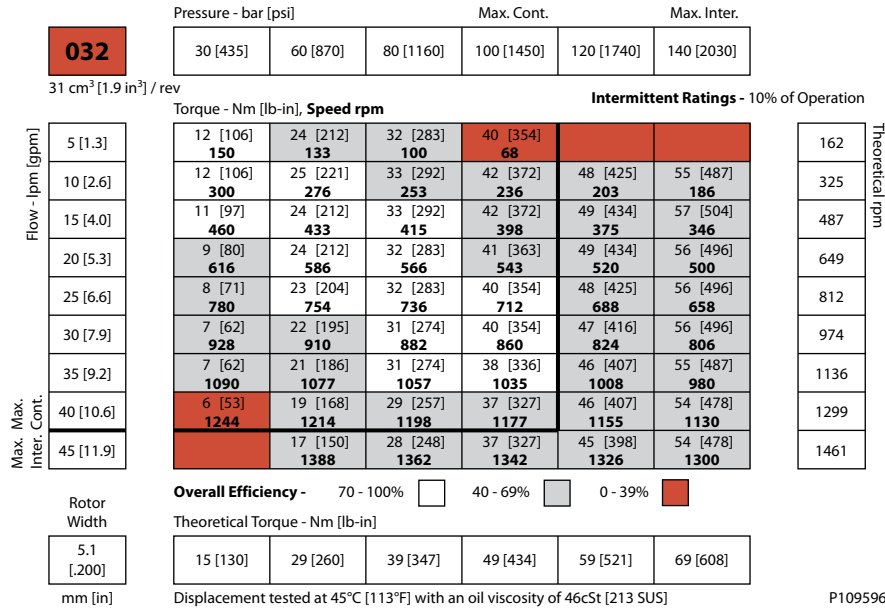 Pressure - bar [psi] Max. Cont. Max. Inter.
032 30 [435] 60 [870] 80 [1160] 100 [1450] 120 [1740] 140 [2030]
31 cm³ [1.9 in³] / rev
Intermittent Ratings - 10% of Operation
Torque - Nm [lb-in], Speed rpm
Flow - lpm [gpm]
Theoretical rpm
5 [1.3] 12 [106] 24 [212] 32 [283] 40 [354] 162
150 133 100 68
10 [2.6] 12 [106] 25 [221] 33 [292] 42 [372] 48 [425] 55 [487] 325
300 276 253 236 203 186
15 [4.0] 11 [97] 24 [212] 33 [292] 42 [372] 49 [434] 57 [504] 487
460 433 415 398 375 346
20 [5.3] 9 [80] 24 [212] 32 [283] 41 [363] 49 [434] 56 [496] 649
616 586 566 543 520 500
25 [6.6] 8 [71] 23 [204] 32 [283] 40 [354] 48 [425] 56 [496] 812
780 754 736 712 688 658
30 [7.9] 7 [62] 22 [195] 31 [274] 40 [354] 47 [416] 56 [496] 974
928 910 882 860 824 806
35 [9.2] 7 [62] 21 [186] 31 [274] 38 [336] 46 [407] 55 [487] 1136
1090 1077 1057 1035 1008 980
Max. Cont.
40 [10.6] 6 [53] 19 [168] 29 [257] 37 [327] 46 [407] 54 [478] 1299
1244 1214 1198 1177 1155 1130
Max. Inter.
45 [11.9] 17 [150] 28 [248] 37 [327] 45 [398] 54 [478] 1461
1388 1362 1342 1326 1300
Overall Efficiency - 70 - 100% 40 - 69% 0 - 39%
Rotor
Width
Theoretical Torque - Nm [lb-in]
5.1
[.200]
15 [130] 29 [260] 39 [347] 49 [434] 59 [521] 69 [608]
mm [in] Displacement tested at 45°C [113°F] with an oil viscosity of 46cSt [213 SUS] P109596